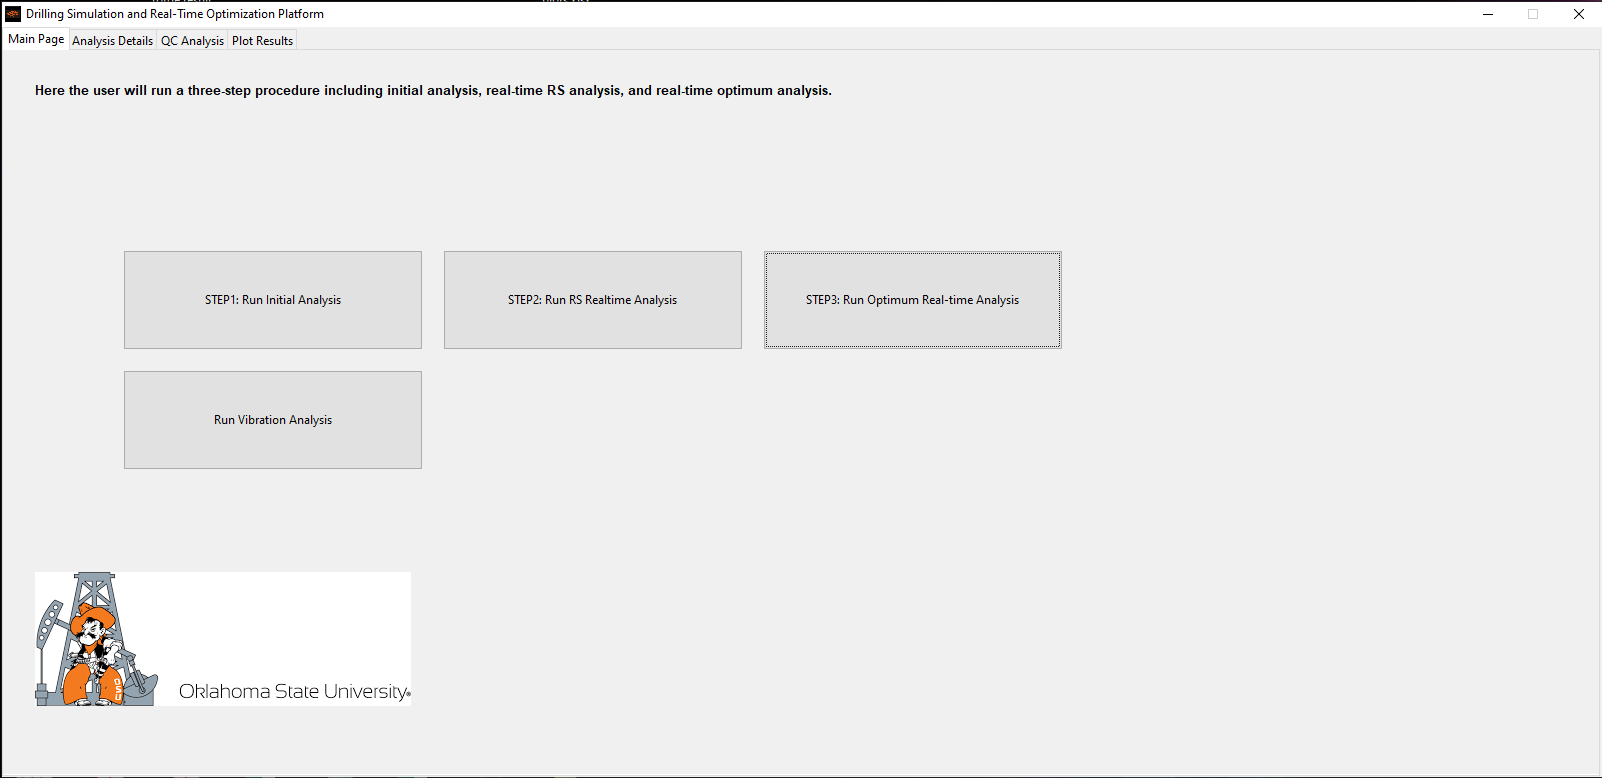 Drilling Simulation and Real-Time Optimization Platform
Main Page Analysis Details QC Analysis Plot Results
Here the user will run a three-step procedure including initial analysis, real-time RS analysis, and real-time optimum analysis.
STEP1: Run Initial Analysis
STEP2: Run RS Realtime Analysis
STEP3: Run Optimum Real-time Analysis
Run Vibration Analysis
OSU
Oklahoma State University®